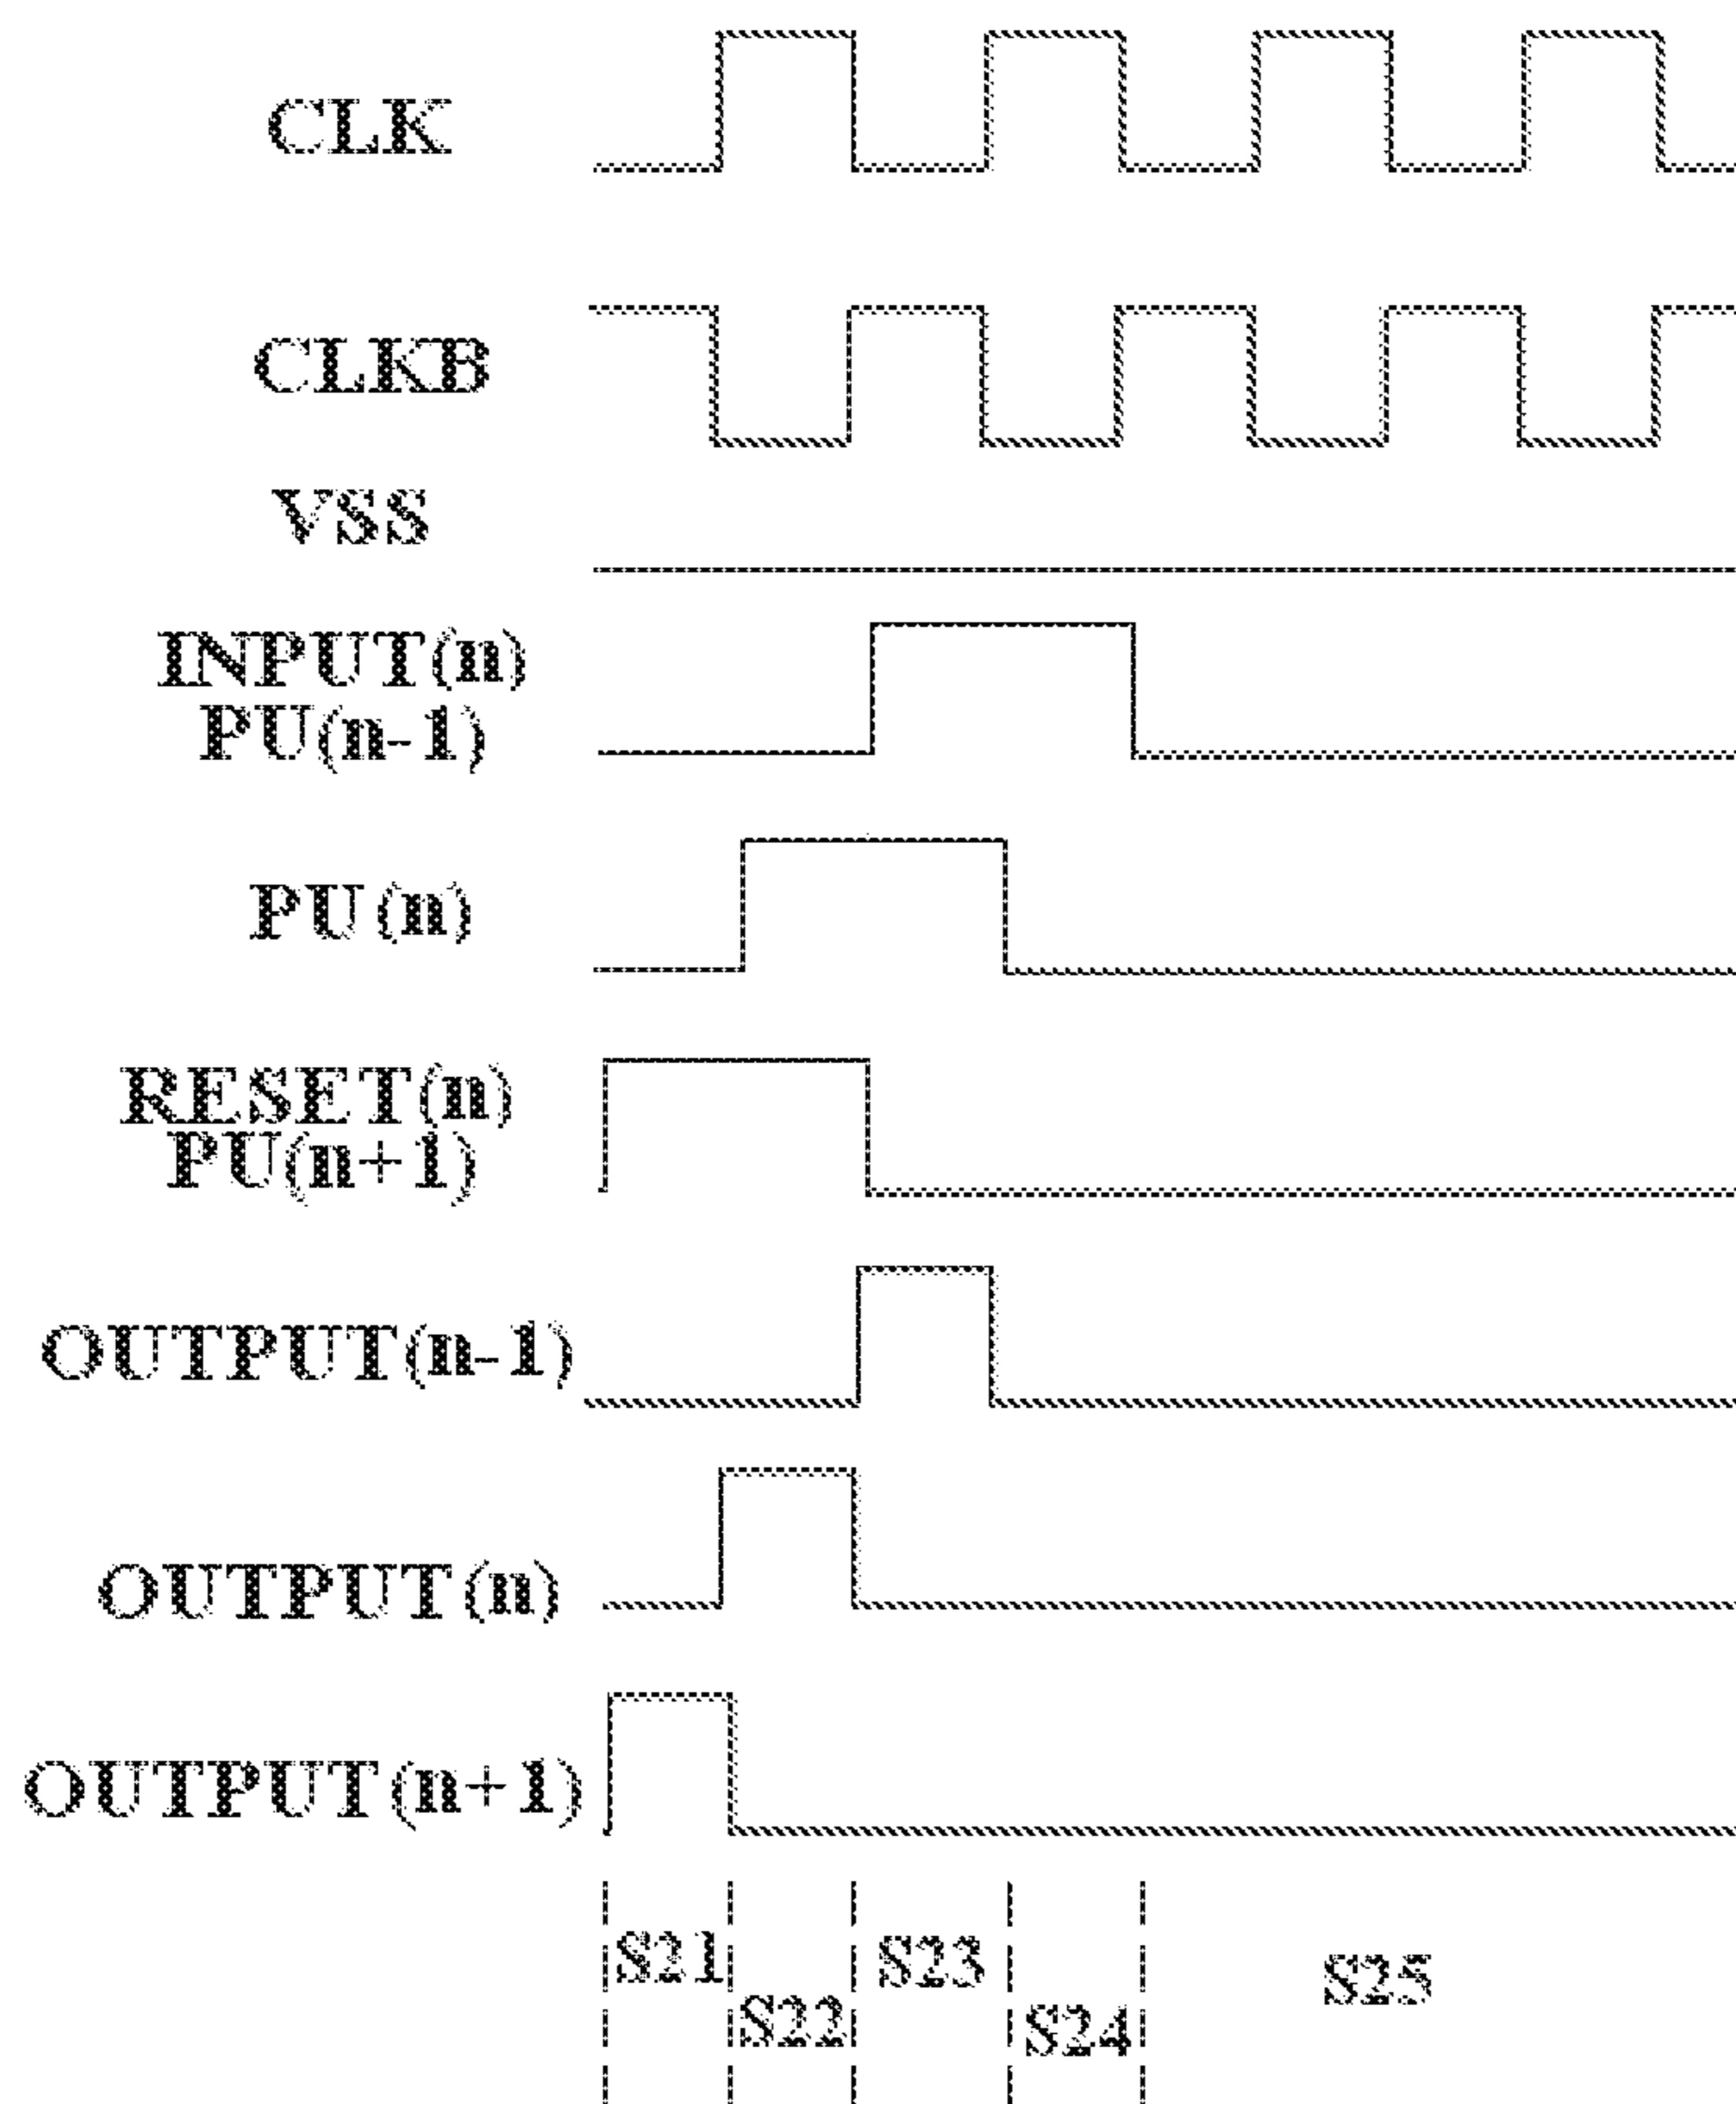 CLK
CLKB
VSS
INPUT(n)
PU(n-1)
PU(n)
RESET(n)
PU(n+1)
OUTPUT(n-1)
OUTPUT(n)
OUTPUT(n+1)
S21
S22
S23
S24
S25